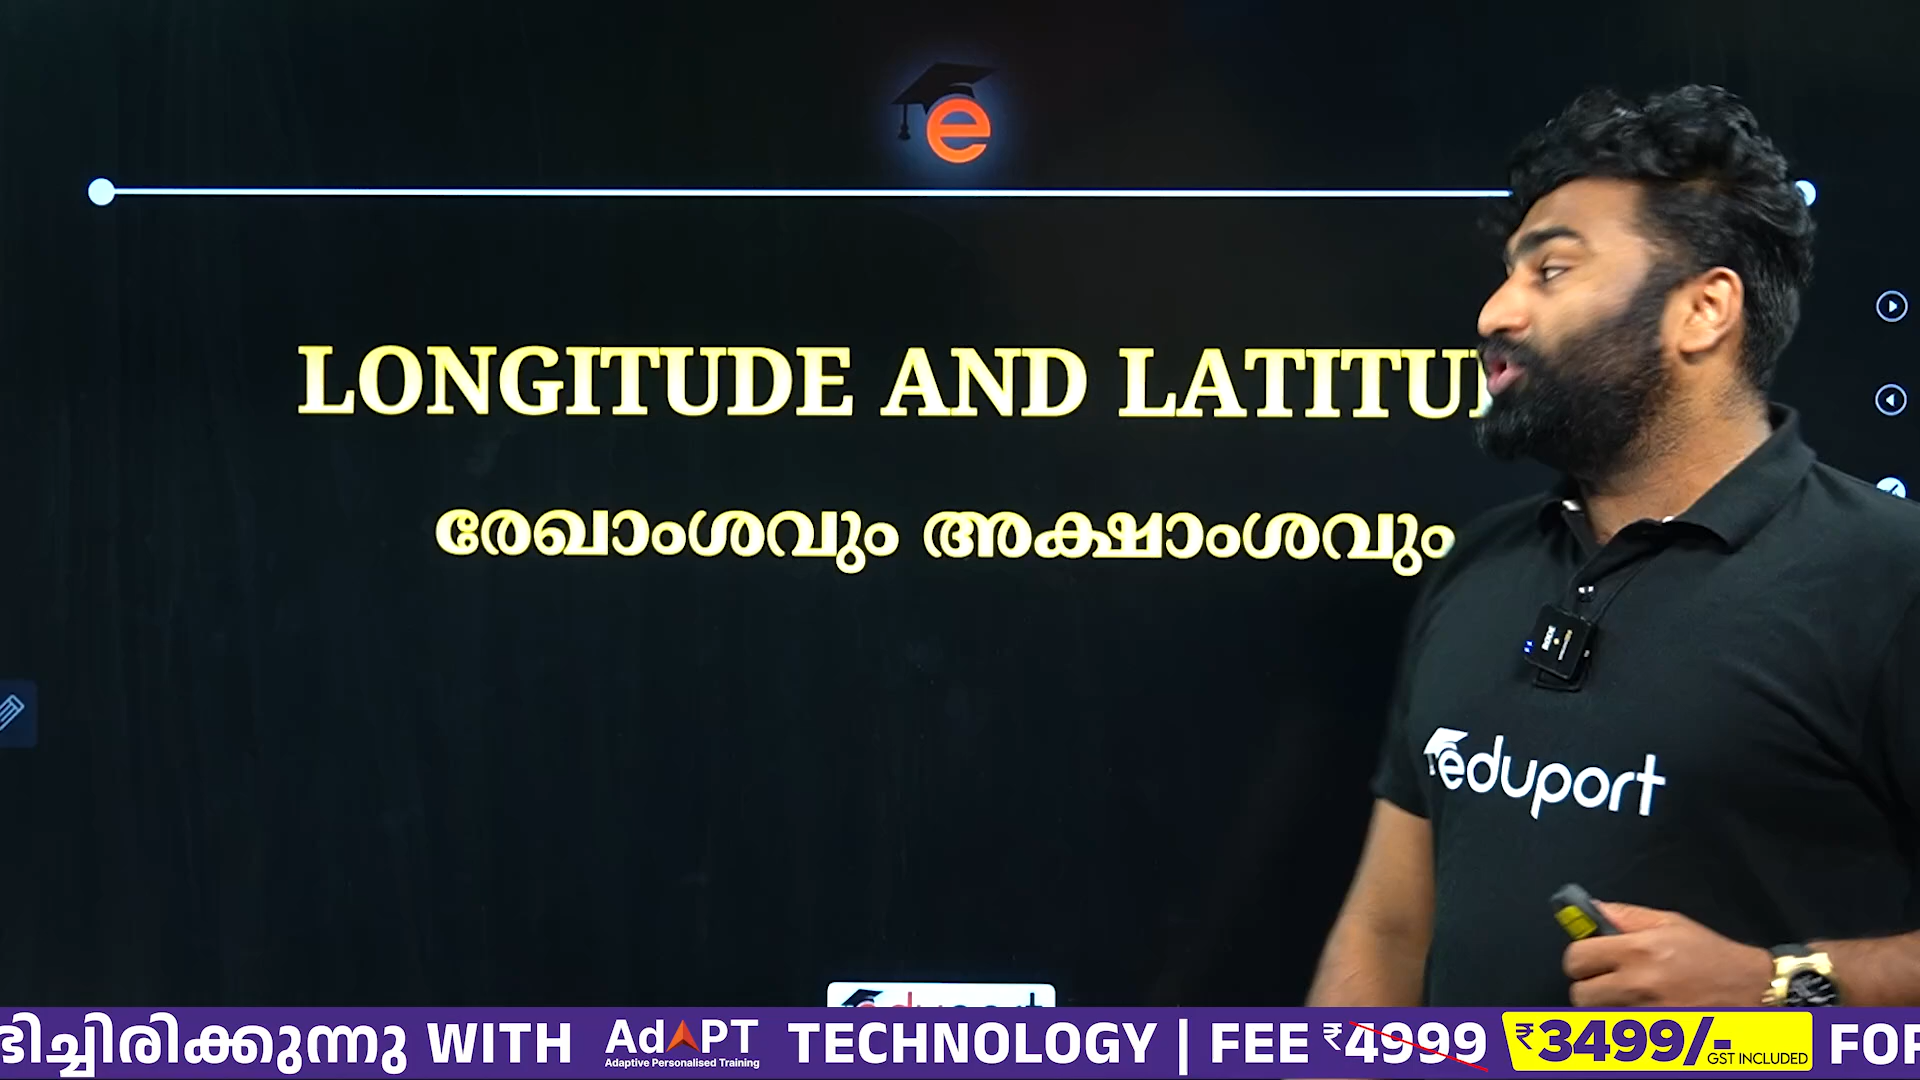 e
LONGITUDE AND LATITU
രേഖാംശവും അക്ഷാംശവും
RODE
eduport
ഭിച്ചിരിക്കുന്നു WITH AdAPT TECHNOLOGY | FEE ₹4999 ₹3499/- GST INCLUDED FOR
Adaptive Personalised Training